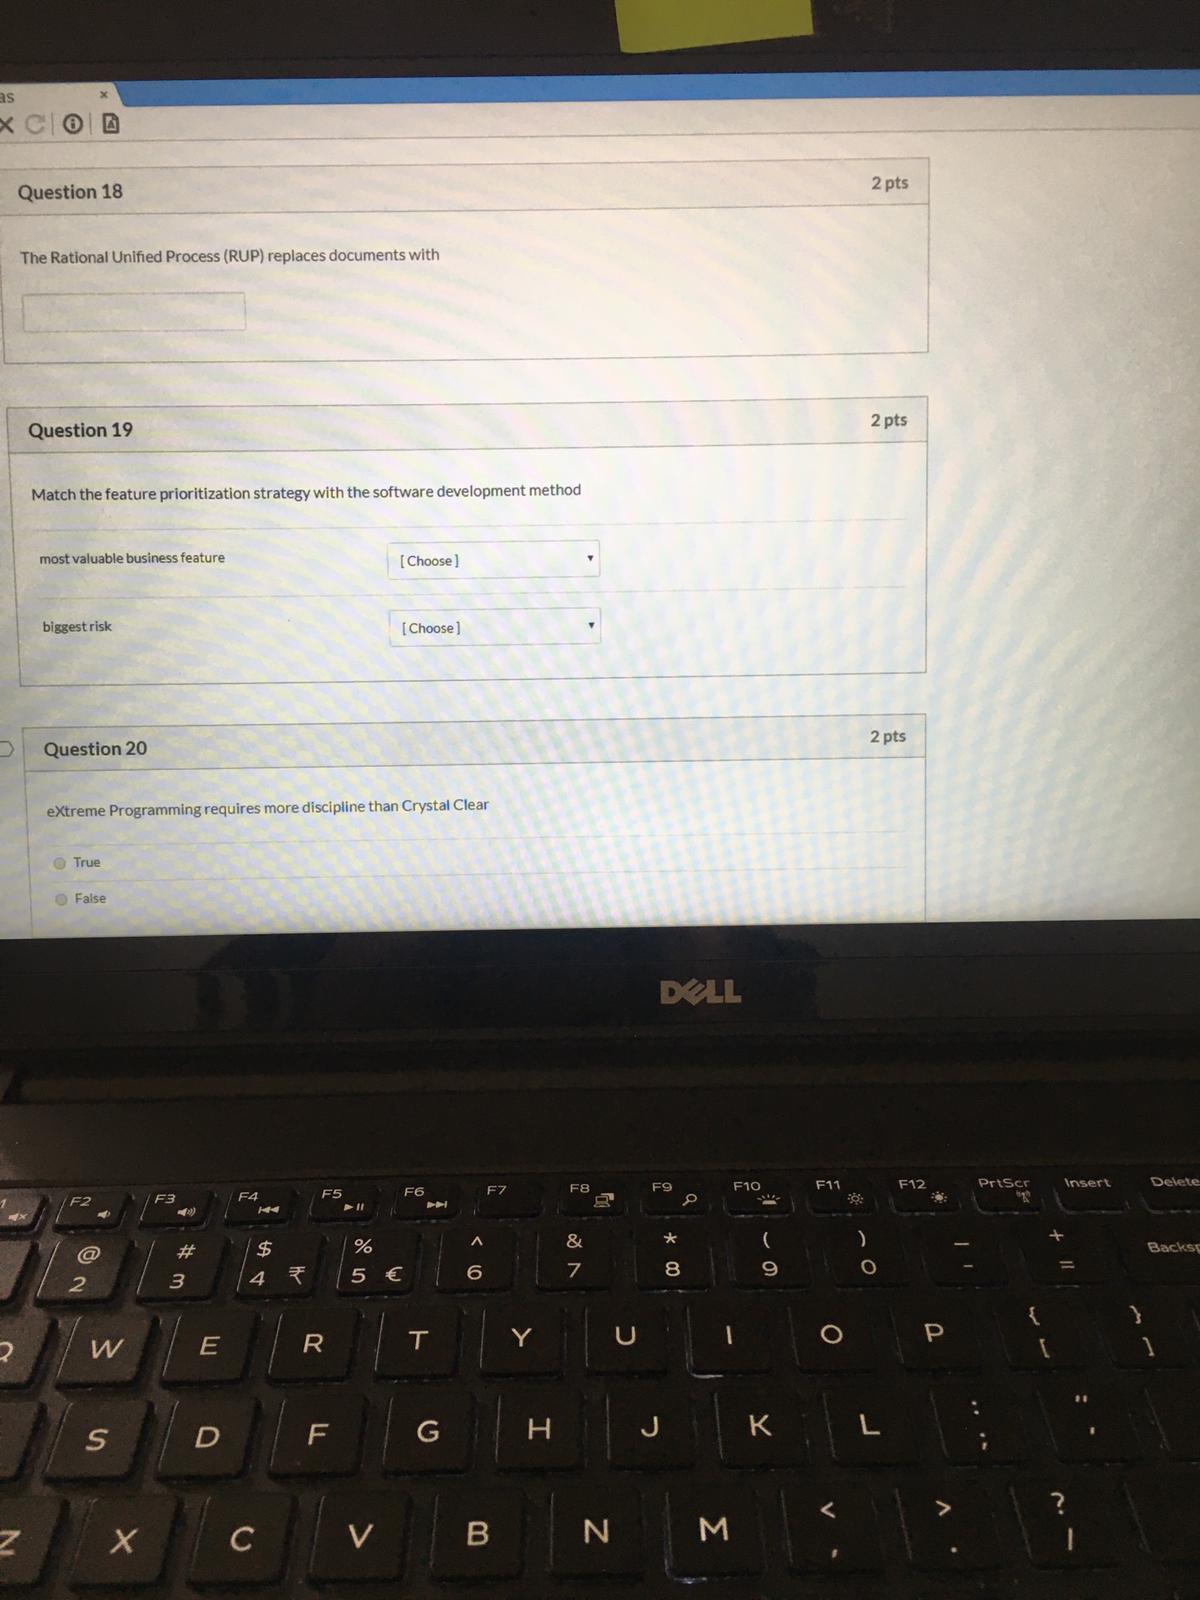 as ×
Question 18 2 pts
The Rational Unified Process (RUP) replaces documents with
Question 19 2 pts
Match the feature prioritization strategy with the software development method
most valuable business feature [ Choose ]
biggest risk [ Choose ]
Question 20 2 pts
eXtreme Programming requires more discipline than Crystal Clear
True
False
DELL
F2 F3 F4 F5 F6 F7 F8 F9 F10 F11 F12 PrtScr Insert Delete
@ # $ % ^ & * ( ) _ + Backsp
2 3 4 ₹ 5 € 6 7 8 9 0 - =
W E R T Y U I O P { [ } ]
S D F G H J K L : ; " '
Z X C V B N M < , > . ? /